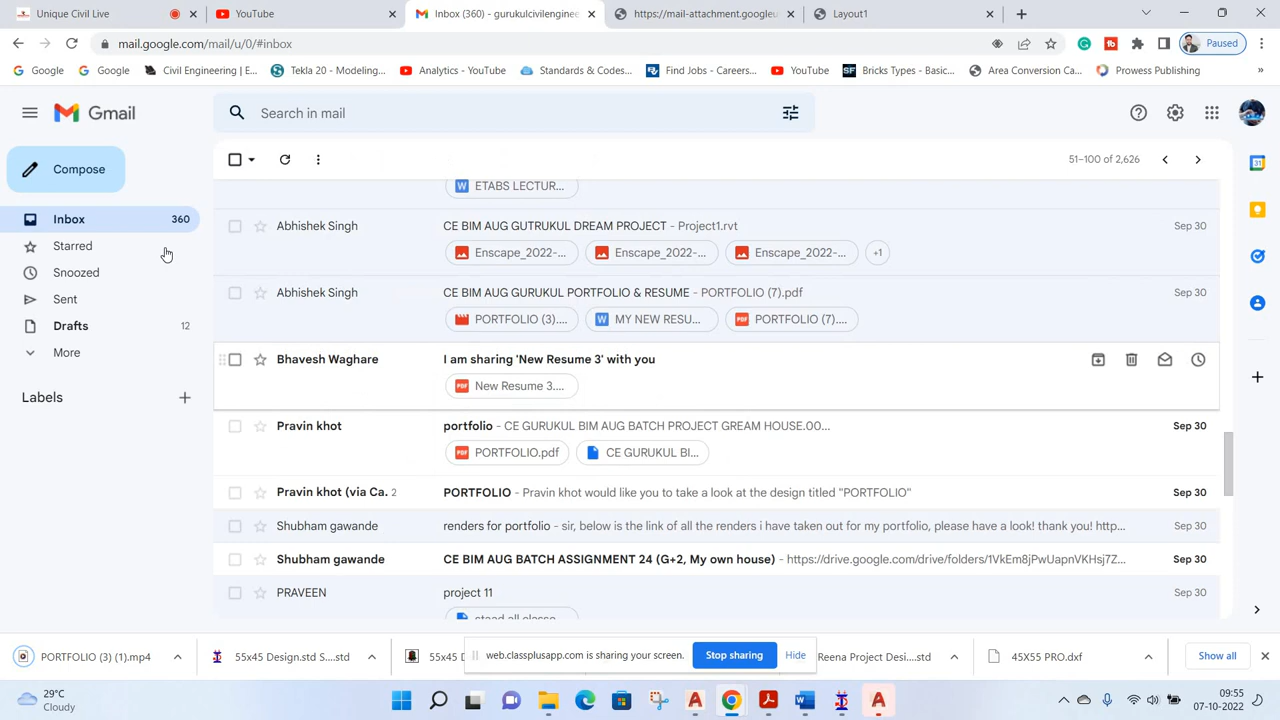 Unique Civil Live
YouTube
Inbox (360) - gurukulcivilengine
https://mail-attachment.googleu
Layout1
mail.google.com/mail/u/0/#inbox
Paused
Google
Google
Civil Engineering | E...
Tekla 20 - Modeling...
Analytics - YouTube
Standards & Codes...
Find Jobs - Careers...
YouTube
Bricks Types - Basic...
Area Conversion Ca...
Prowess Publishing
Gmail
Search in mail
Compose
51–100 of 2,626
Inbox 360
Starred
Snoozed
Sent
Drafts 12
More
Labels
ETABS LECTUR...
Abhishek Singh CE BIM AUG GUTRUKUL DREAM PROJECT - Project1.rvt Sep 30
Enscape_2022-... Enscape_2022-... Enscape_2022-... +1
Abhishek Singh CE BIM AUG GURUKUL PORTFOLIO & RESUME - PORTFOLIO (7).pdf Sep 30
PORTFOLIO (3).... MY NEW RESU... PORTFOLIO (7)....
Bhavesh Waghare I am sharing 'New Resume 3' with you
New Resume 3....
Pravin khot portfolio - CE GURUKUL BIM AUG BATCH PROJECT GREAM HOUSE.00... Sep 30
PORTFOLIO.pdf CE GURUKUL BI...
Pravin khot (via Ca. 2 PORTFOLIO - Pravin khot would like you to take a look at the design titled "PORTFOLIO" Sep 30
Shubham gawande renders for portfolio - sir, below is the link of all the renders i have taken out for my portfolio, please have a look! thank you! http... Sep 30
Shubham gawande CE BIM AUG BATCH ASSIGNMENT 24 (G+2, My own house) - https://drive.google.com/drive/folders/1VkEm8jPwUapnVKHsj7Z... Sep 30
PRAVEEN project 11 Sep 30
PORTFOLIO (3) (1).mp4
55x45 Design.std S....std
55x45 D
web.classplusapp.com is sharing your screen.
Stop sharing
Hide
Reena Project Desi....std
45X55 PRO.dxf
Show all
29°C
Cloudy
09:55
07-10-2022